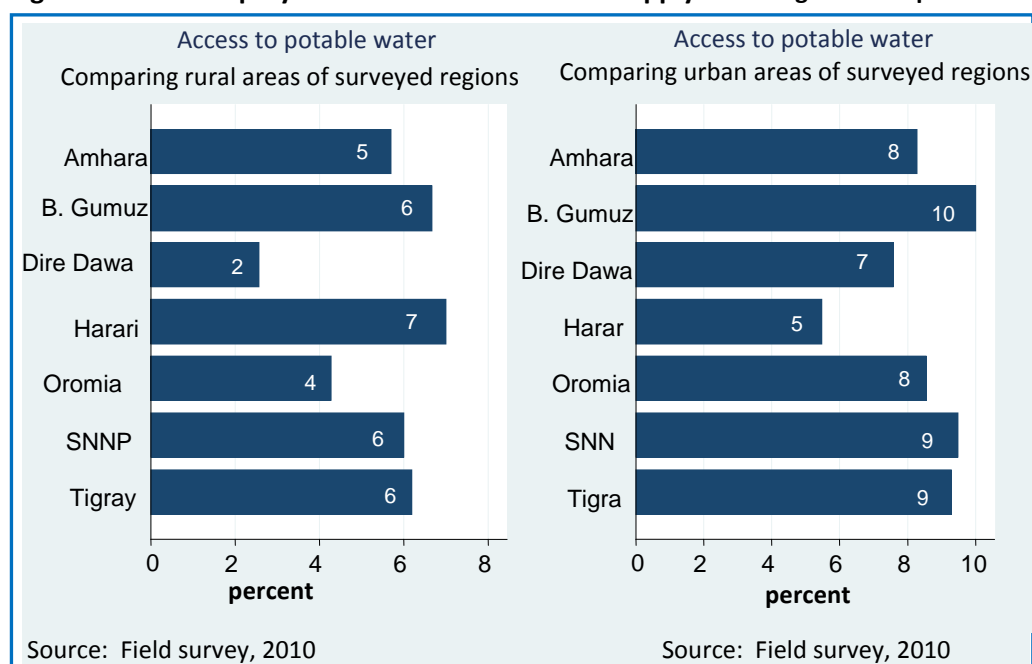 Access to potable water
Comparing rural areas of surveyed regions
Amhara 5
B. Gumuz 6
Dire Dawa 2
Harari 7
Oromia 4
SNNP 6
Tigray 6
0 2 4 6 8
percent
Source: Field survey, 2010
Access to potable water
Comparing urban areas of surveyed regions
Amhara 8
B. Gumuz 10
Dire Dawa 7
Harar 5
Oromia 8
SNN 9
Tigra 9
0 2 4 6 8 10
percent
Source: Field survey, 2010